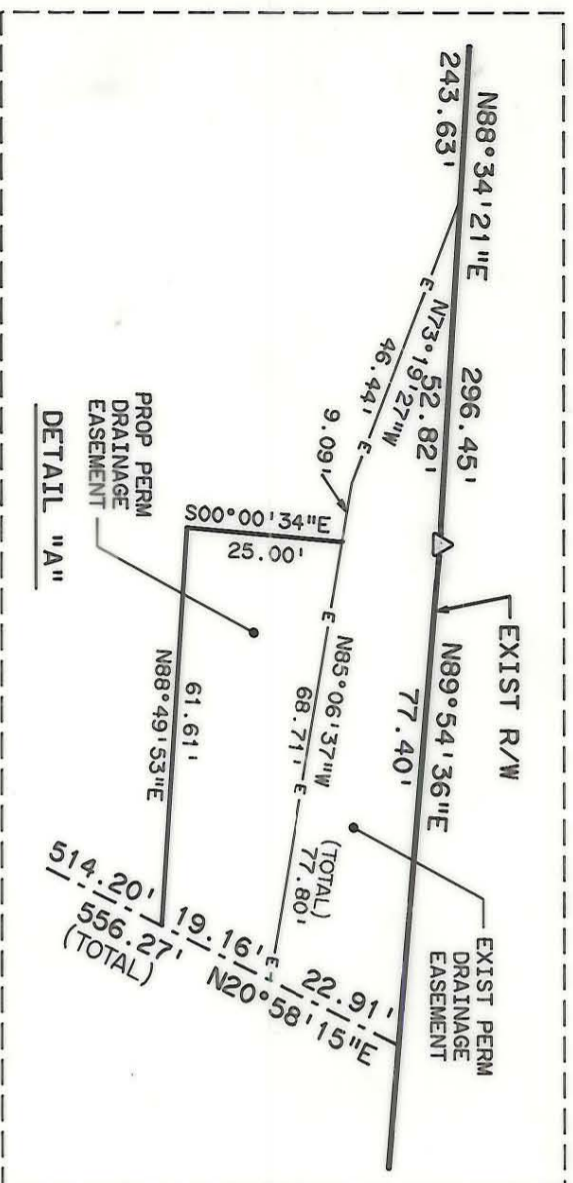 N88°34'21"E
243.63'
296.45'
52.82'
EXIST R/W
N89°54'36"E
77.40'
E N73°19'27"W
46.44' E
9.09'
E N85°06'37"W
68.71' E
(TOTAL)
77.80'
E
EXIST PERM
DRAINAGE
EASEMENT
S00°00'34"E
25.00'
61.61'
N88°49'53"E
22.91'
19.16'
N20°58'15"E
514.20'
556.27'
(TOTAL)
PROP PERM
DRAINAGE
EASEMENT
DETAIL "A"